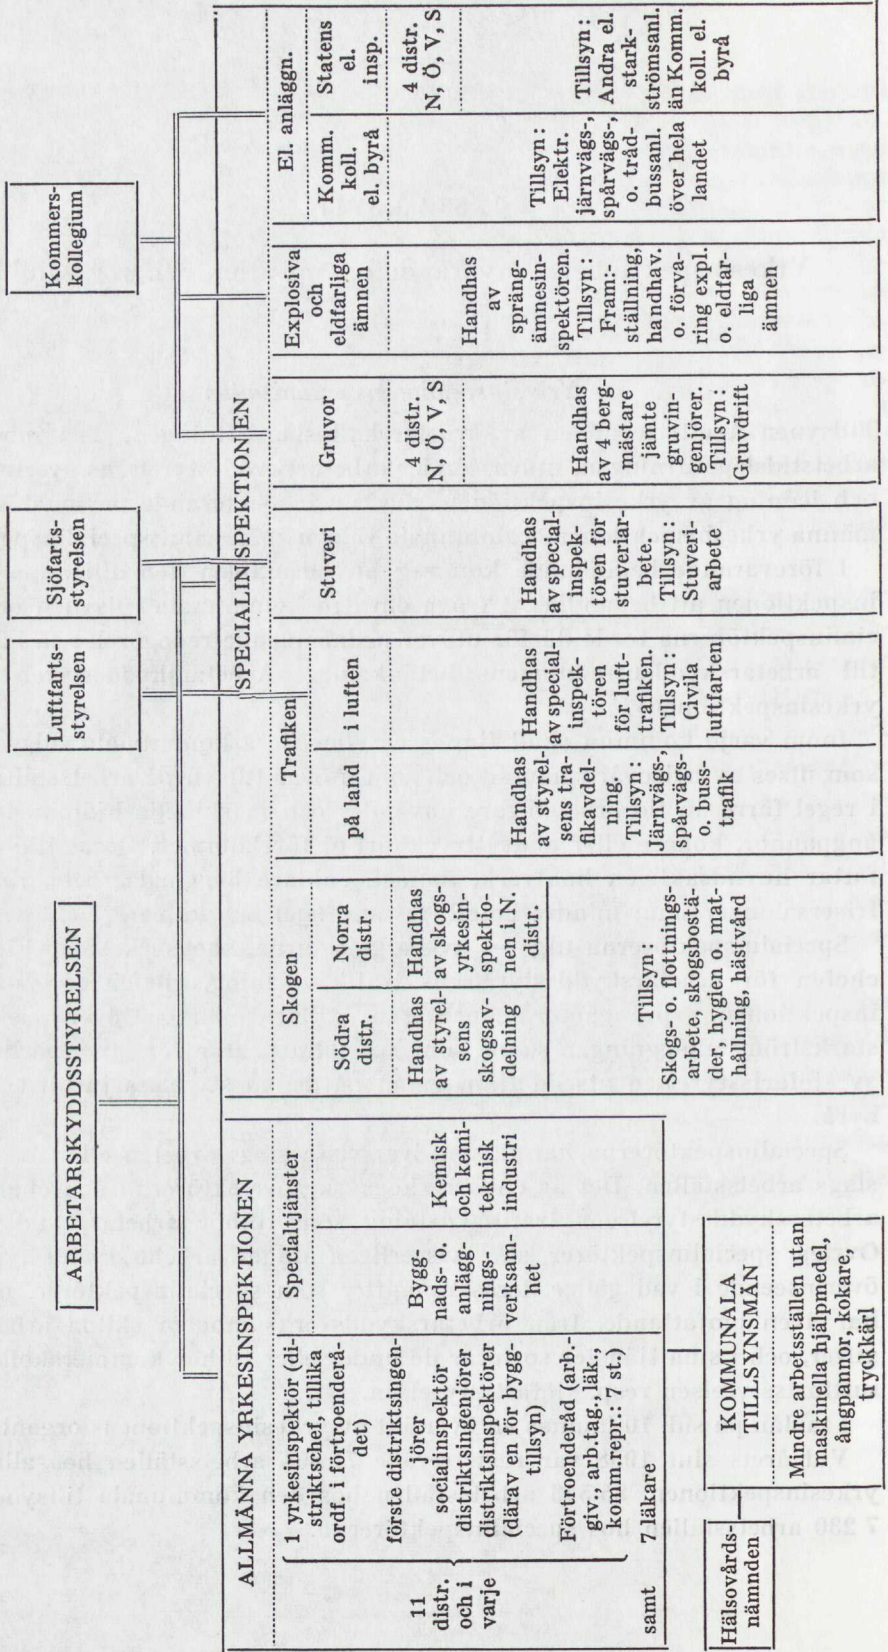 ARBETARSKYDDSSTYRELSEN
Luftfarts-
styrelsen
Sjöfarts-
styrelsen
Kommers-
kollegium
ALLMÄNNA YRKESINSPEKTIONEN
11
distr.
och i
varje
1 yrkesinspektör (di-
striktschef, tillika
ordf. i förtroenderå-
det)
förste distriktsingen-
jörer
1 socialinspektör
distriktsingenjörer
distriktsinspektörer
(därav en för bygg-
tillsyn)
Förtroenderåd (arb-
giv., arb.tag., läk.,
kommunalm. 7 st.)
samt
7 läkare
Specialtjänster
Bygg-
nads- o.
anlägg-
nings-
verksam-
het
Kemisk
och kemi-
teknisk
industri
SPECIALINSPEKTIONEN
Skogen
Södra
distr.
Norra
distr.
Handhas
av styrel-
sens
skogsav-
delning
Handhas
av skogs-
yrkesin-
spektio-
nen i N.
distr.
Tillsyn:
Skogs- o. flottnings-
arbete, skogsbostä-
der, hygien o. mat
hållning, hästvård
Trafiken
på land
i luften
Handhas
av styrel-
sens tra-
fikavdel-
ning.
Tillsyn:
Järnvägs-,
spårvägs-
o. buss-
trafik
Handhas
av special-
inspek-
tören
för luft-
trafiken.
Tillsyn:
Civila
luftfarten
Stuveri
Handhas
av special-
inspek-
tören för
stuveriar-
bete.
Tillsyn:
Stuveri-
arbete
Gruvor
4 distr.
N, Ö, V, S
Handhas
av 4 berg-
mästare
jämte
gruvin-
genjörer.
Tillsyn:
Gruvdrift
Explosiva
och
eldfarliga
ämnen
Handhas
av
spräng-
ämnesin-
spektören.
Tillsyn:
Fram-:
ställning,
handhav.
o. förva-
ring expl.
o. eldfar-
liga
ämnen
El. anläggn.
Komm.
koll.
el. byrå
Statens
el.
insp.
4 distr.
N, Ö, V, S
Tillsyn:
Elektr.
järnvägs-,
spårvägs-,
o. tråd-
bussanl.
över hela
landet
Tillsyn:
Andra el.
stark-
strömsanl.
än Komm.
koll. el.
byrå
Hälsovårds-
nämnden
KOMMUNALA
TILLSYNSMÄN
Mindre arbetsställen utan
maskinella hjälpmedel,
ångpannor, kokare,
tryckkärl